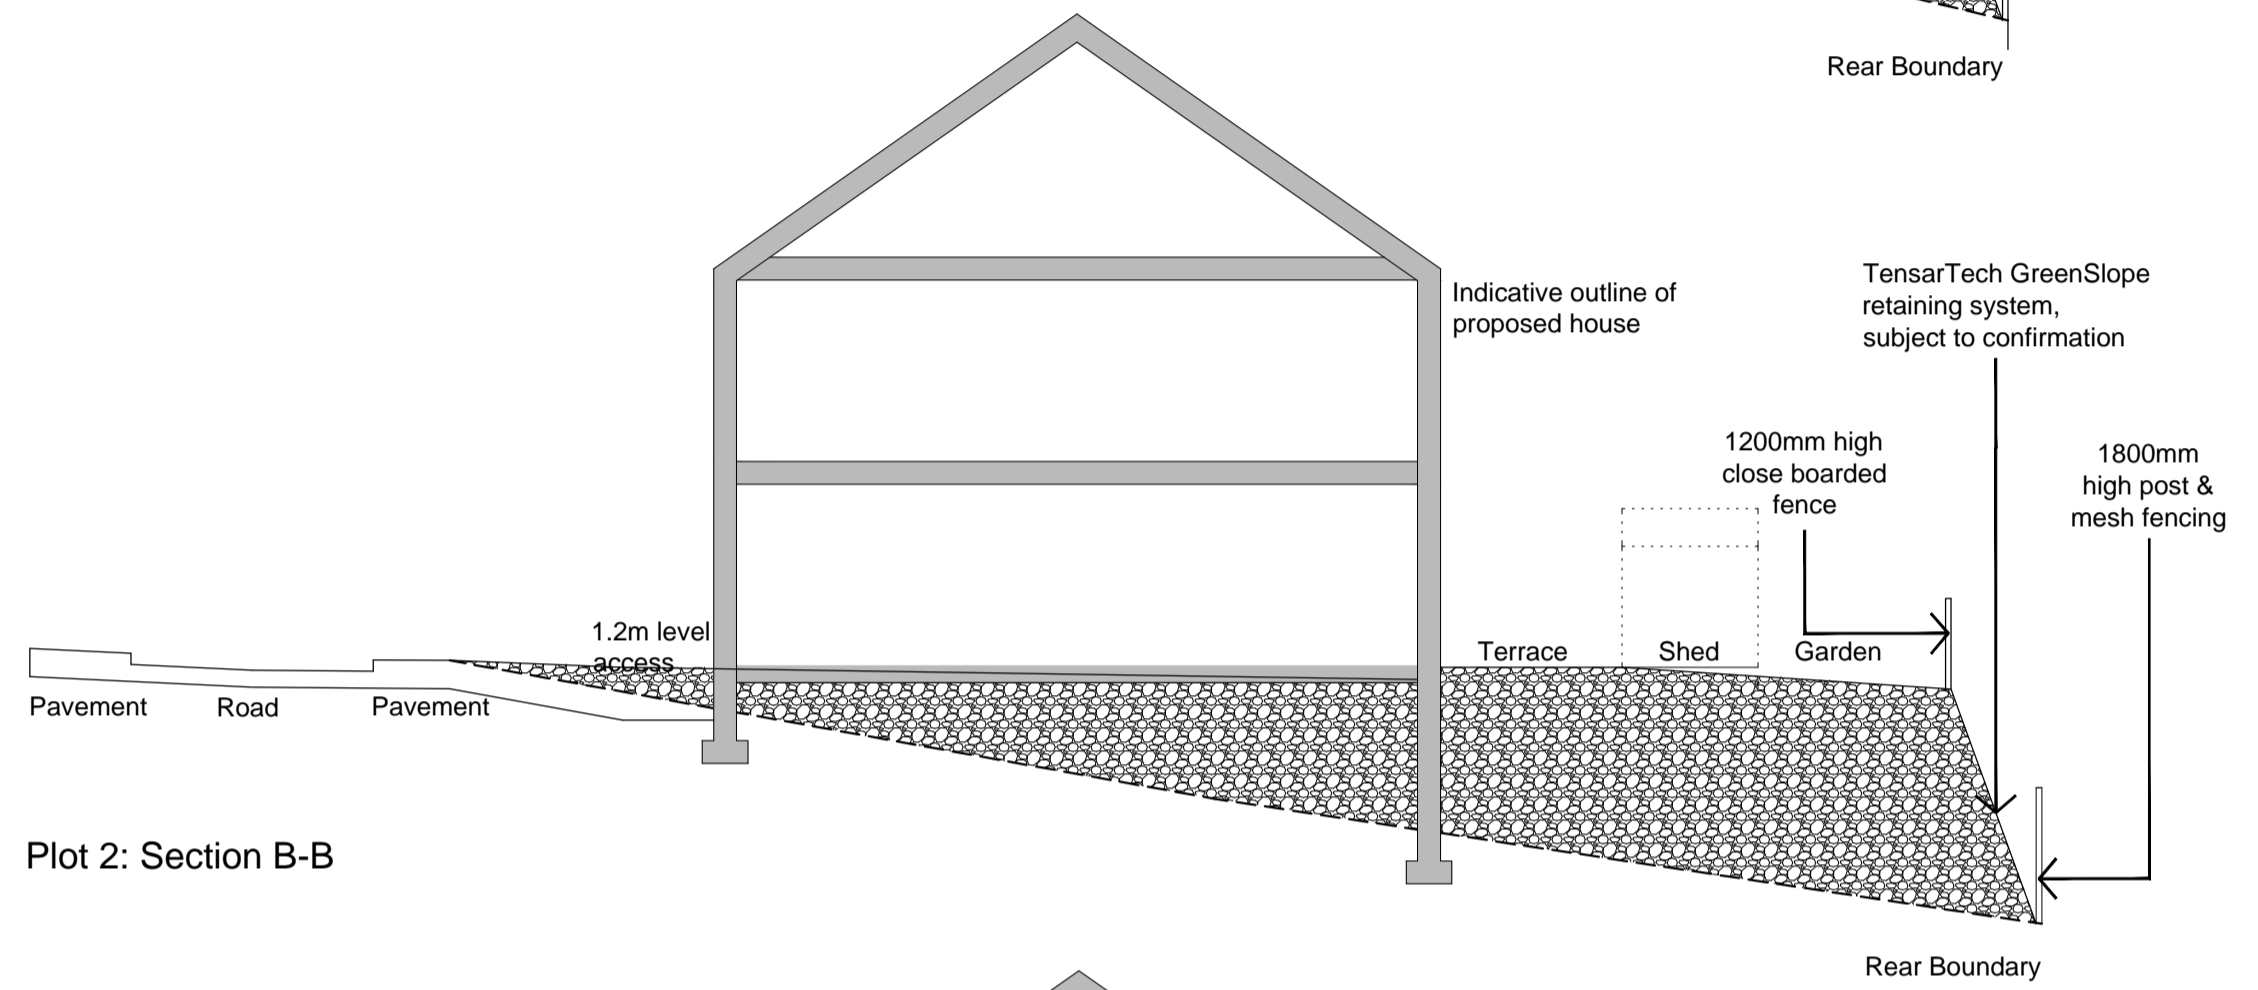 Rear Boundary
Indicative outline of
proposed house
TensarTech GreenSlope
retaining system,
subject to confirmation
1200mm high
close boarded
fence
1800mm
high post &
mesh fencing
1.2m level
access
Terrace
Shed
Garden
Pavement
Road
Pavement
Plot 2: Section B-B
Rear Boundary